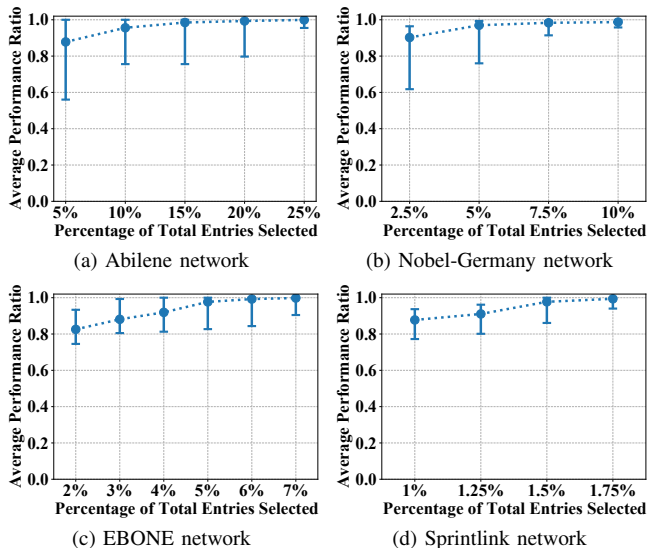 Average Performance Ratio
1.0
0.8
0.6
0.4
0.2
0.0
5% 10% 15% 20% 25%
Percentage of Total Entries Selected
(a) Abilene network
Average Performance Ratio
1.0
0.8
0.6
0.4
0.2
0.0
2.5% 5% 7.5% 10%
Percentage of Total Entries Selected
(b) Nobel-Germany network
Average Performance Ratio
1.0
0.8
0.6
0.4
0.2
0.0
2% 3% 4% 5% 6% 7%
Percentage of Total Entries Selected
(c) EBONE network
Average Performance Ratio
1.0
0.8
0.6
0.4
0.2
0.0
1% 1.25% 1.5% 1.75%
Percentage of Total Entries Selected
(d) Sprintlink network